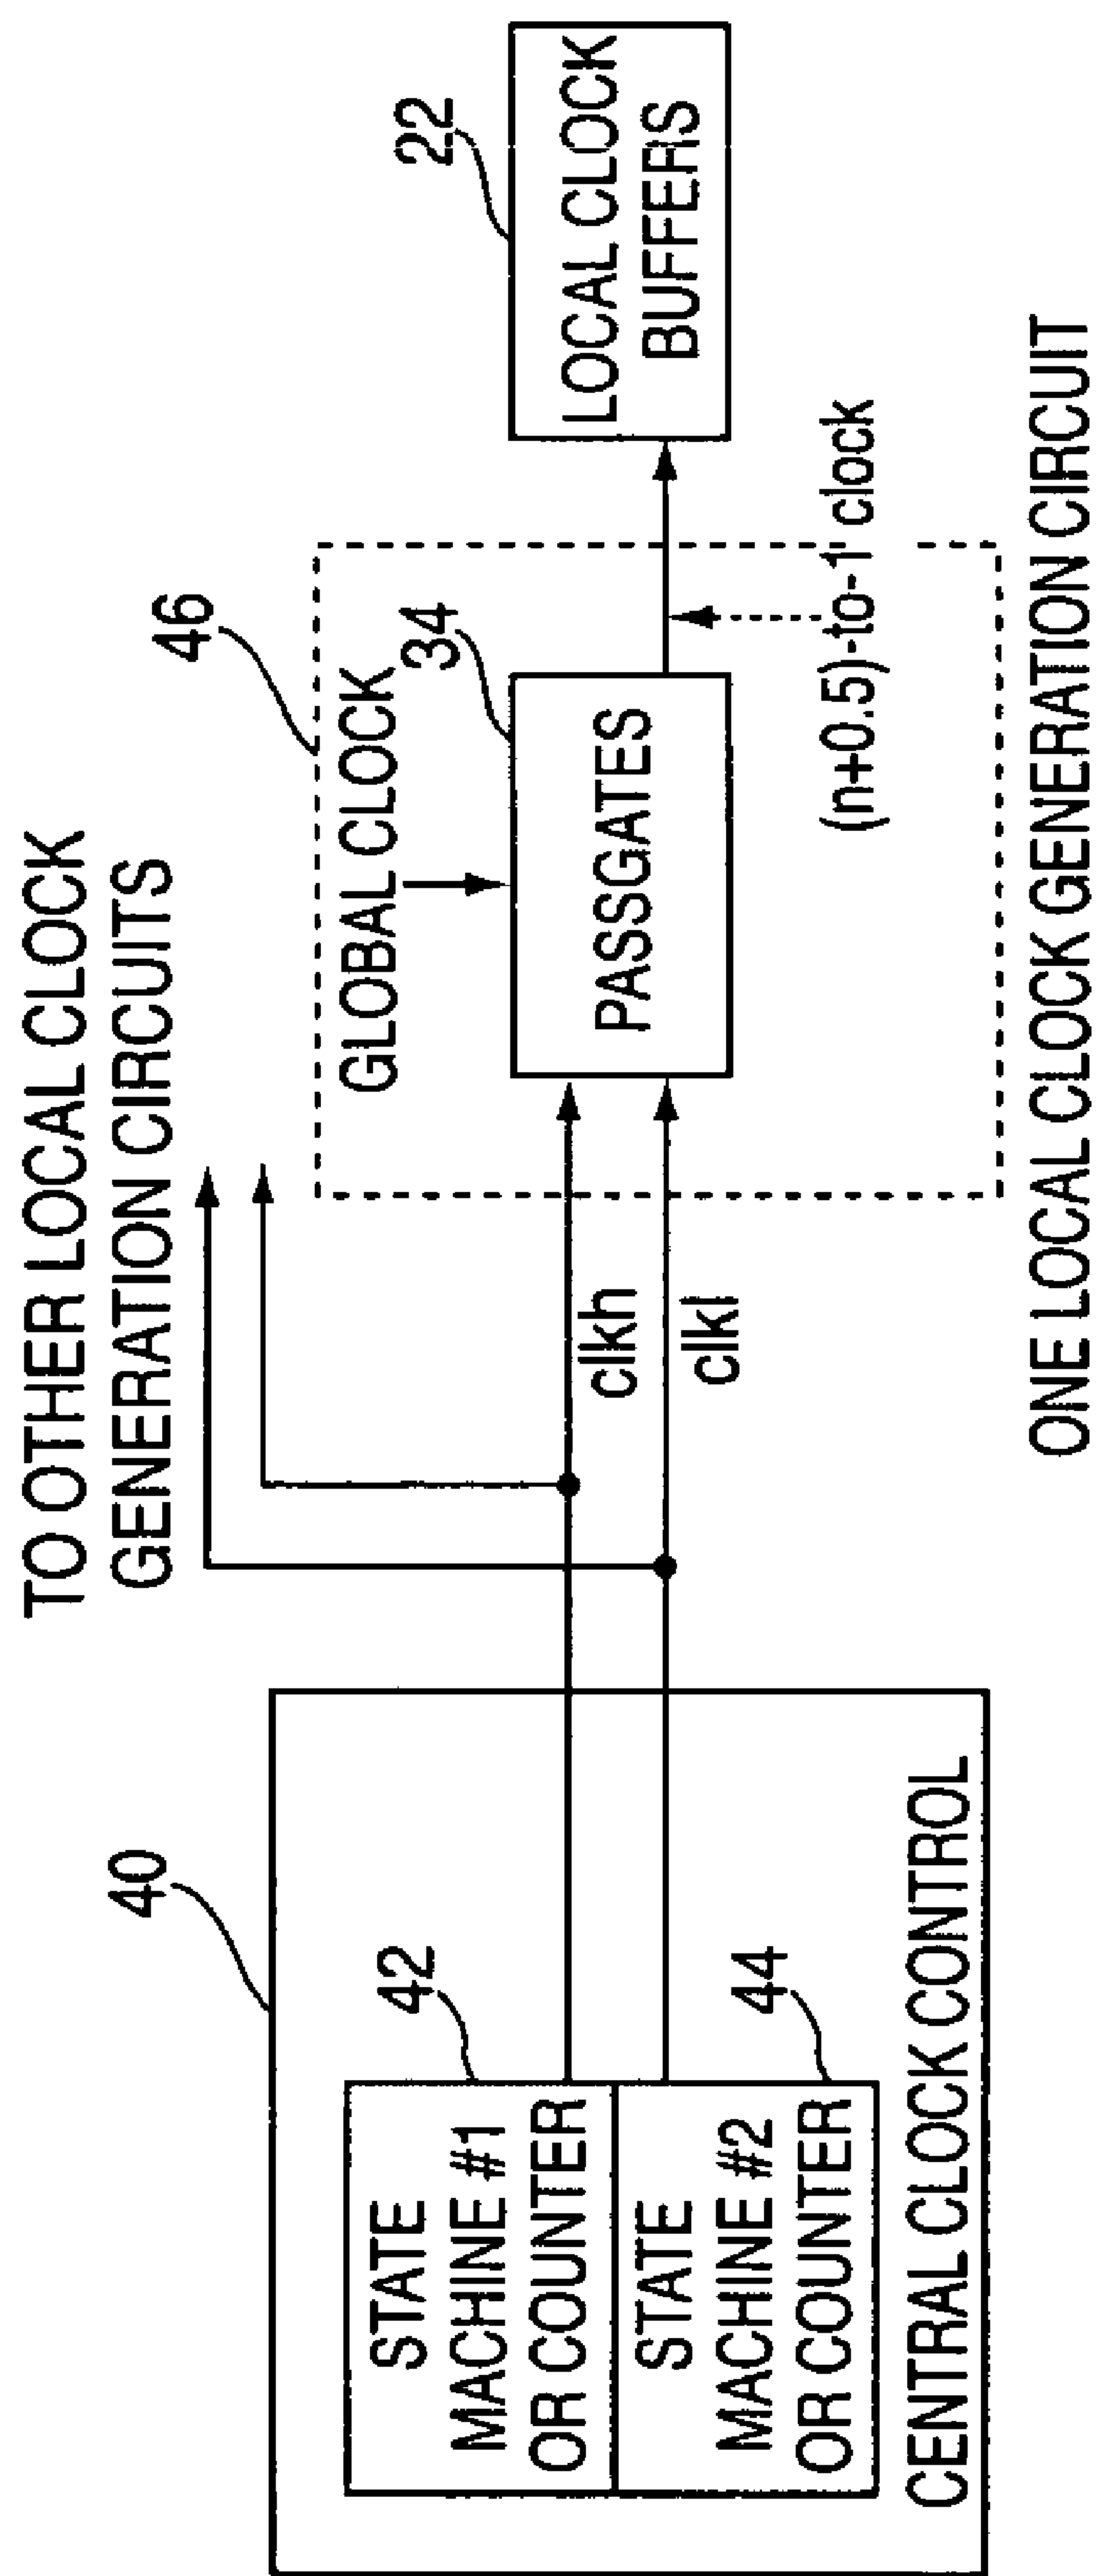 TO OTHER LOCAL CLOCK
GENERATION CIRCUITS
40
42
STATE
MACHINE #1
OR COUNTER
44
STATE
MACHINE #2
OR COUNTER
CENTRAL CLOCK CONTROL
clkh
clkl
46
GLOBAL CLOCK
34
PASSGATES
(n+0.5)-to-1 clock
ONE LOCAL CLOCK GENERATION CIRCUIT
22
LOCAL CLOCK
BUFFERS